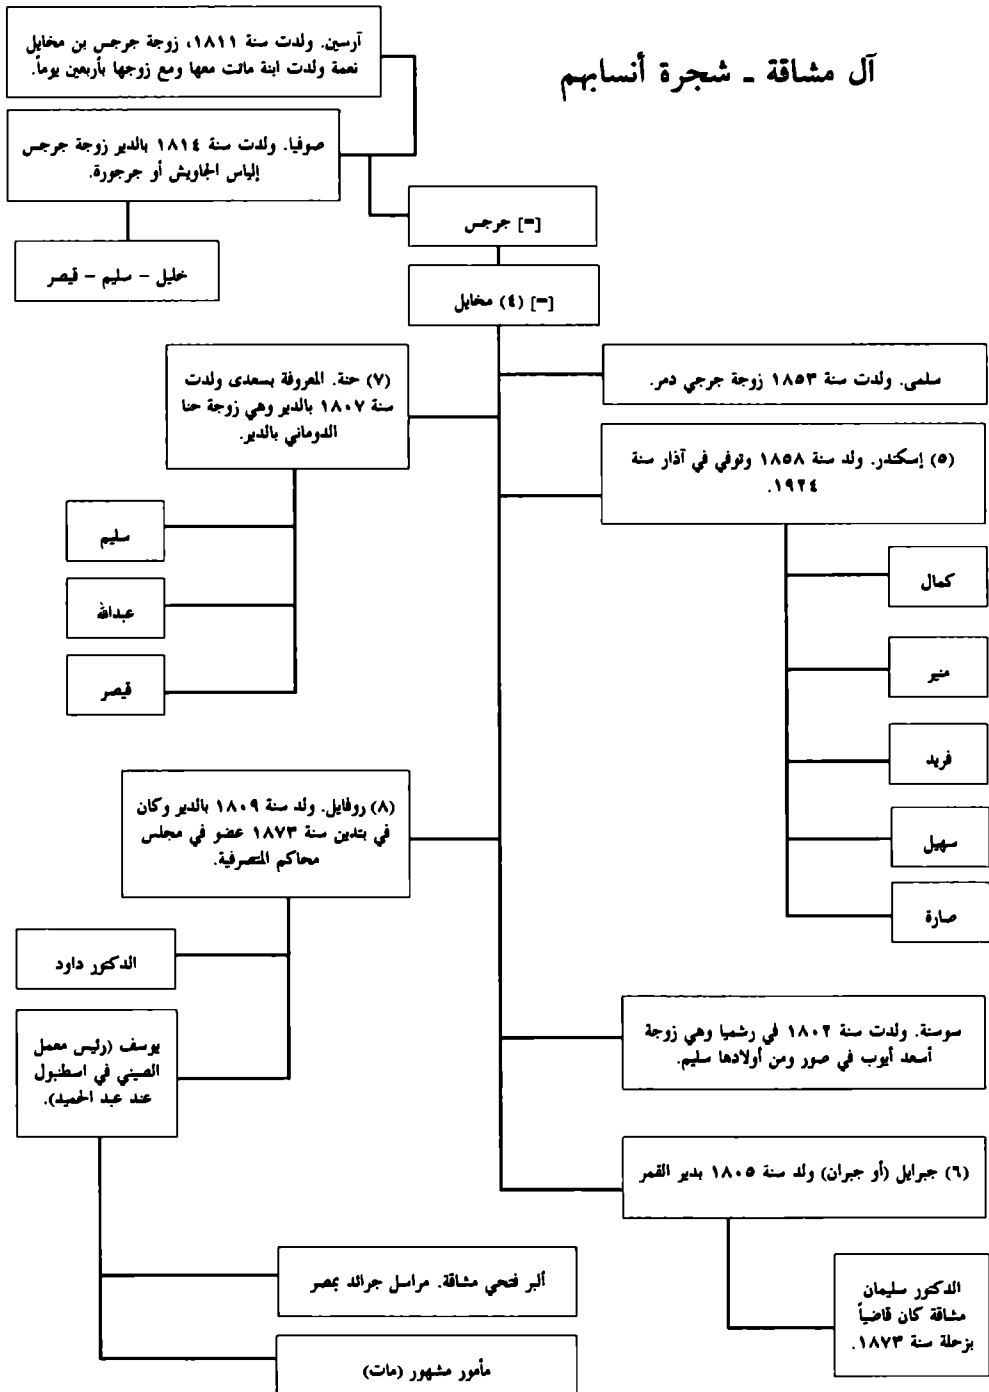 آل مشاقة ـ شجرة أنسابهم
آرسين. ولدت سنة ١٨١١، زوجة جرجس بن مخايل
نعمة ولدت ابنة ماتت معها ومع زوجها بأربعين يوماً.
صوفيا. ولدت سنة ١٨١٤ بالدير زوجة جرجس
إلياس الجاويش أو جرجورة.
خليل - سليم - قيصر
[=] جرجس
[=] (٤) مخايل
سلمى. ولدت سنة ١٨٥٣ زوجة جرجي دمر.
(٧) حنة. المعروفة بسعدى ولدت
سنة ١٨٠٧ بالدير وهي زوجة حنا
الدوماني بالدير.
(٥) إسكندر. ولد سنة ١٨٥٨ وتوفي في آذار سنة
١٩٢٤.
سليم
عبدالله
قيصر
كمال
منير
فريد
سهيل
صارة
(٨) روفايل. ولد سنة ١٨٠٩ بالدير وكان
في بتدين سنة ١٨٧٣ عضو في مجلس
محاكم المتصرفية.
الدكتور داود
يوسف (رئيس معمل
الصيني في اسطنبول
عند عبد الحميد).
سوسنة. ولدت سنة ١٨٠٢ في رشميا وهي زوجة
أسعد أيوب في صور ومن أولادها سليم.
(٦) جبرايل (أو جبران) ولد سنة ١٨٠٥ بدير القمر
ألبر فتحي مشاقة. مراسل جرائد بمصر
مأمور مشهور (مات)
الدكتور سليمان
مشاقة كان قاضياً
بزحلة سنة ١٨٧٣.